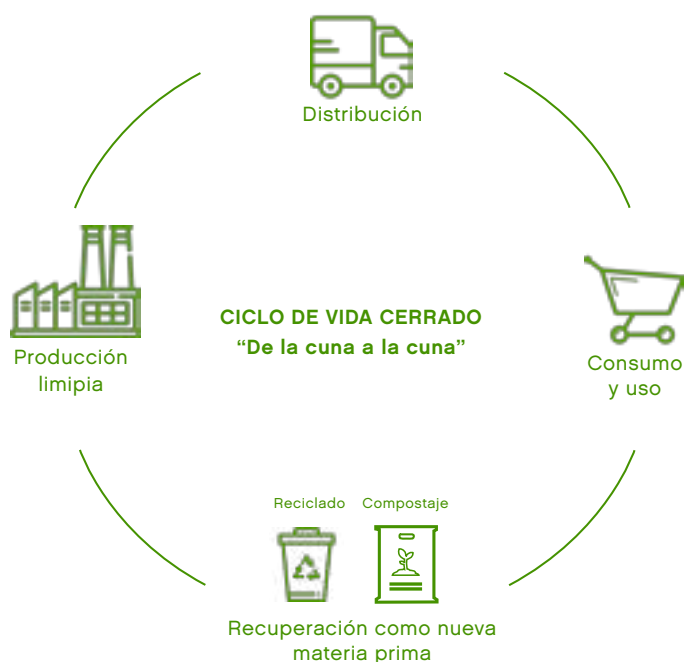 Distribución
CICLO DE VIDA CERRADO
“De la cuna a la cuna”
Producción
limipia
Consumo
y uso
Reciclado
Compostaje
Recuperación como nueva
materia prima